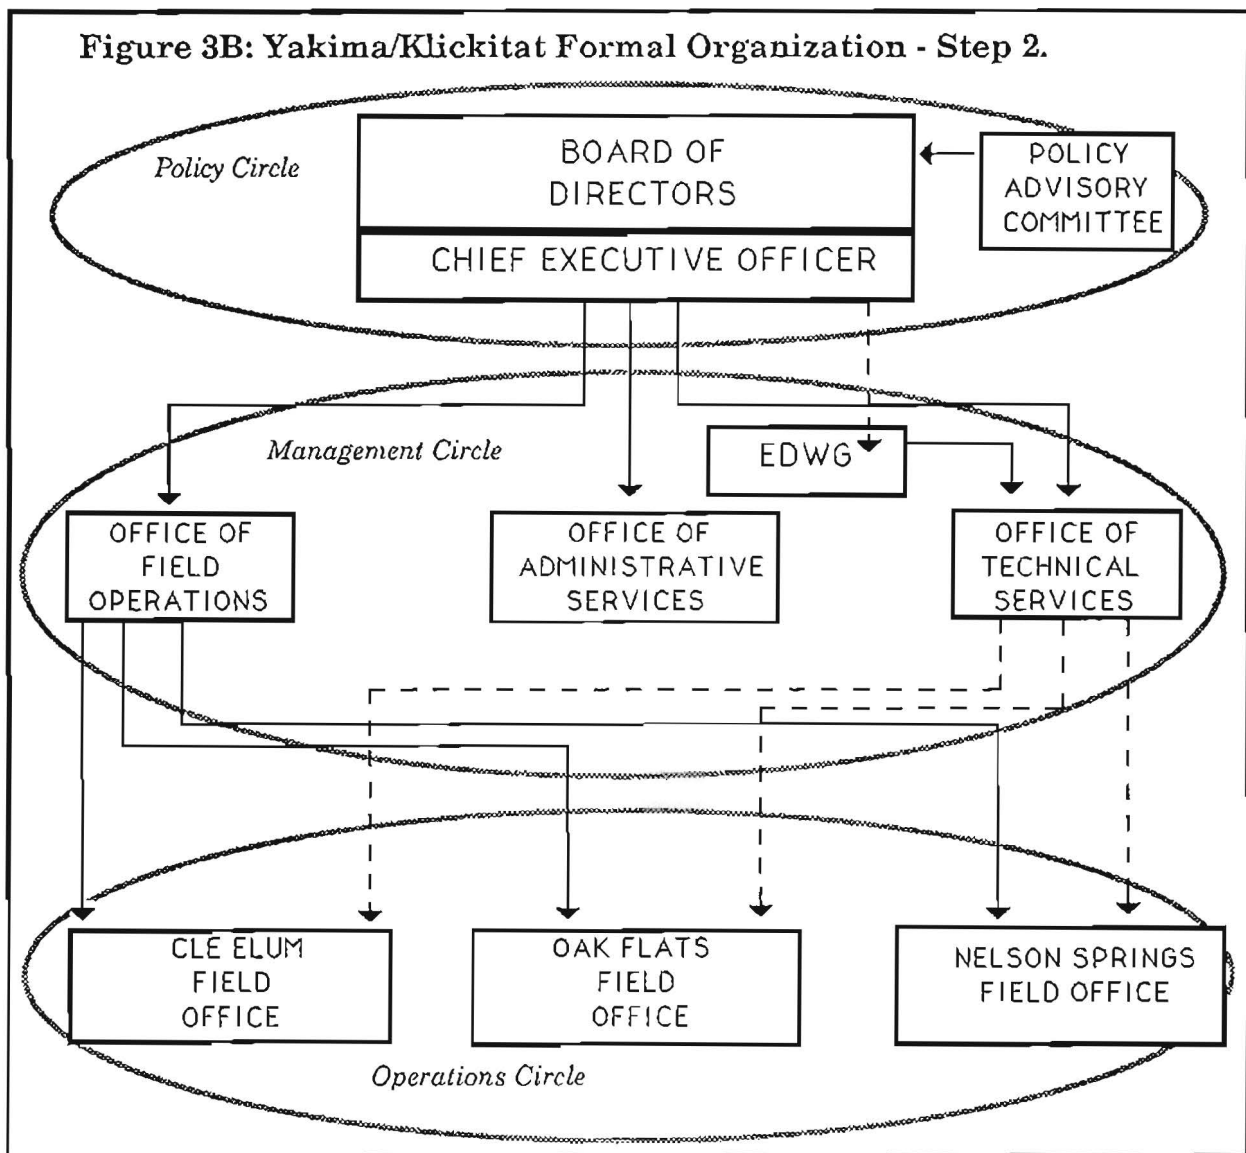 Figure 3B: Yakima/Klickitat Formal Organization - Step 2.
Policy Circle
BOARD OF
DIRECTORS
CHIEF EXECUTIVE OFFICER
POLICY
ADVISORY
COMMITTEE
Management Circle
EDWG
OFFICE OF
FIELD
OPERATIONS
OFFICE OF
ADMINISTRATIVE
SERVICES
OFFICE OF
TECHNICAL
SERVICES
CLE ELUM
FIELD
OFFICE
OAK FLATS
FIELD
OFFICE
NELSON SPRINGS
FIELD OFFICE
Operations Circle